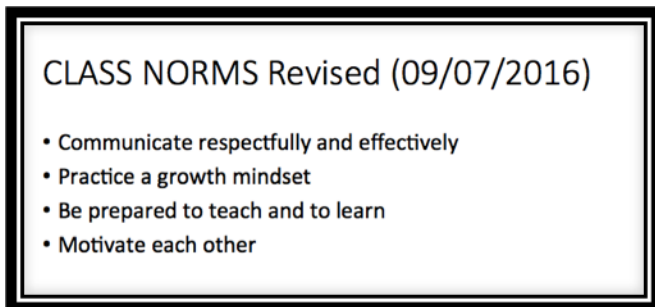 CLASS NORMS Revised (09/07/2016)
• Communicate respectfully and effectively
• Practice a growth mindset
• Be prepared to teach and to learn
• Motivate each other